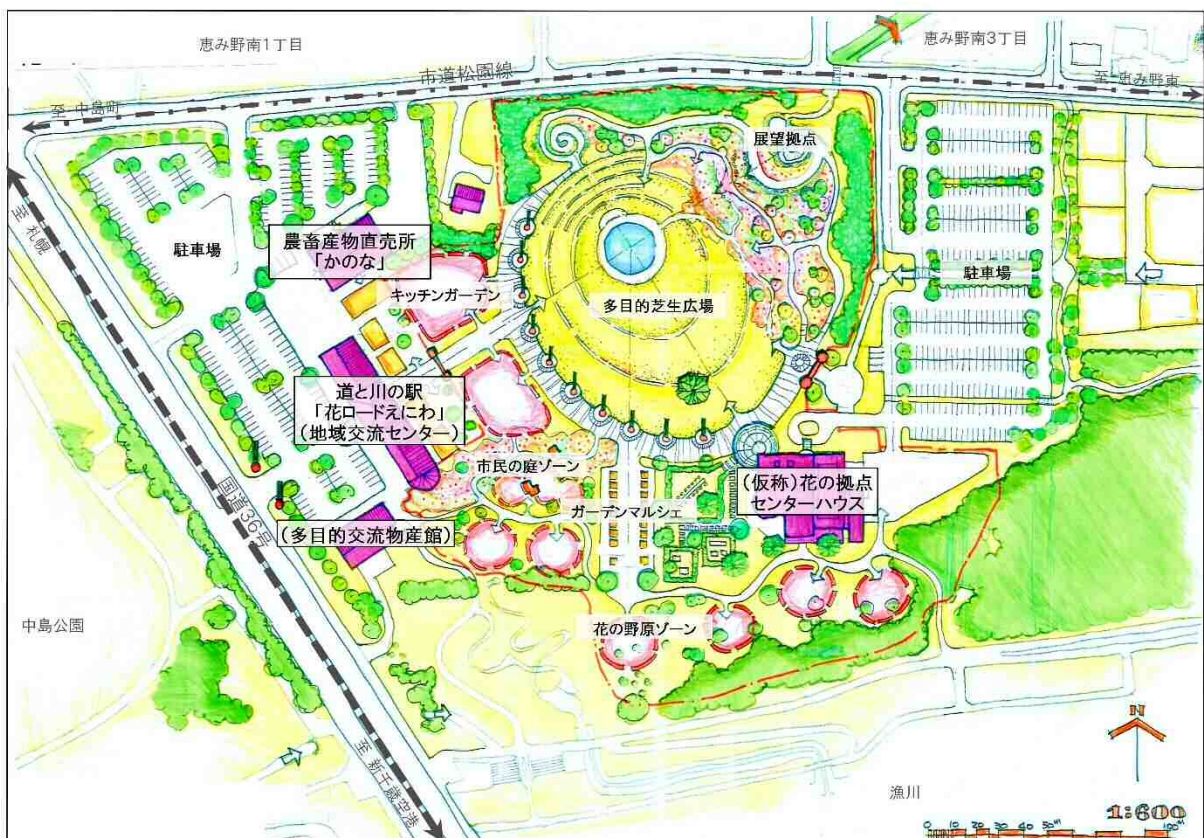 恵み野南1丁目
恵み野南3丁目
市道松園線
至 中島町
至 恵み野東
至 札幌
展望拠点
駐車場
農畜産物直売所
「かのな」
キッチンガーデン
多目的芝生広場
駐車場
道と川の駅
「花ロードえにわ」
(地域交流センター)
市民の庭ゾーン
(仮称)花の拠点
センターハウス
ガーデンマルシェ
国道36号
(多目的交流物産館)
中島公園
花の野原ゾーン
至 新千歳空港
漁川
N
1:600
0 10 20 30 40 50m 100m